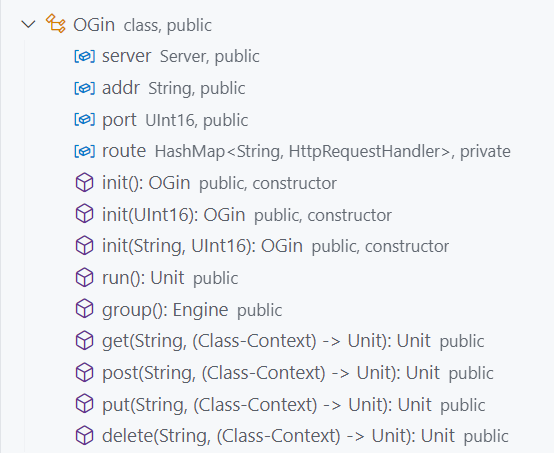 OGin class, public
server Server, public
addr String, public
port UInt16, public
route HashMap<String, HttpRequestHandler>, private
init(): OGin public, constructor
init(UInt16): OGin public, constructor
init(String, UInt16): OGin public, constructor
run(): Unit public
group(): Engine public
get(String, (Class-Context) -> Unit): Unit public
post(String, (Class-Context) -> Unit): Unit public
put(String, (Class-Context) -> Unit): Unit public
delete(String, (Class-Context) -> Unit): Unit public